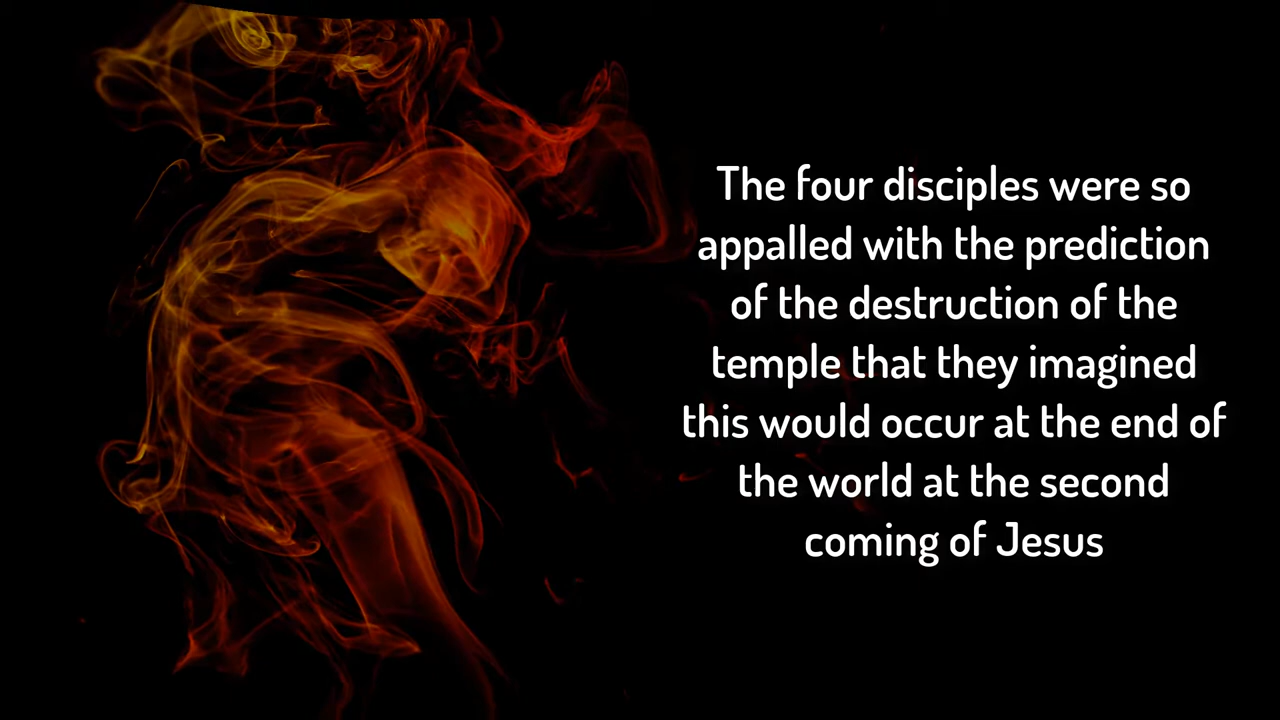 The four disciples were so
appalled with the prediction
of the destruction of the
temple that they imagined
this would occur at the end of
the world at the second
coming of Jesus